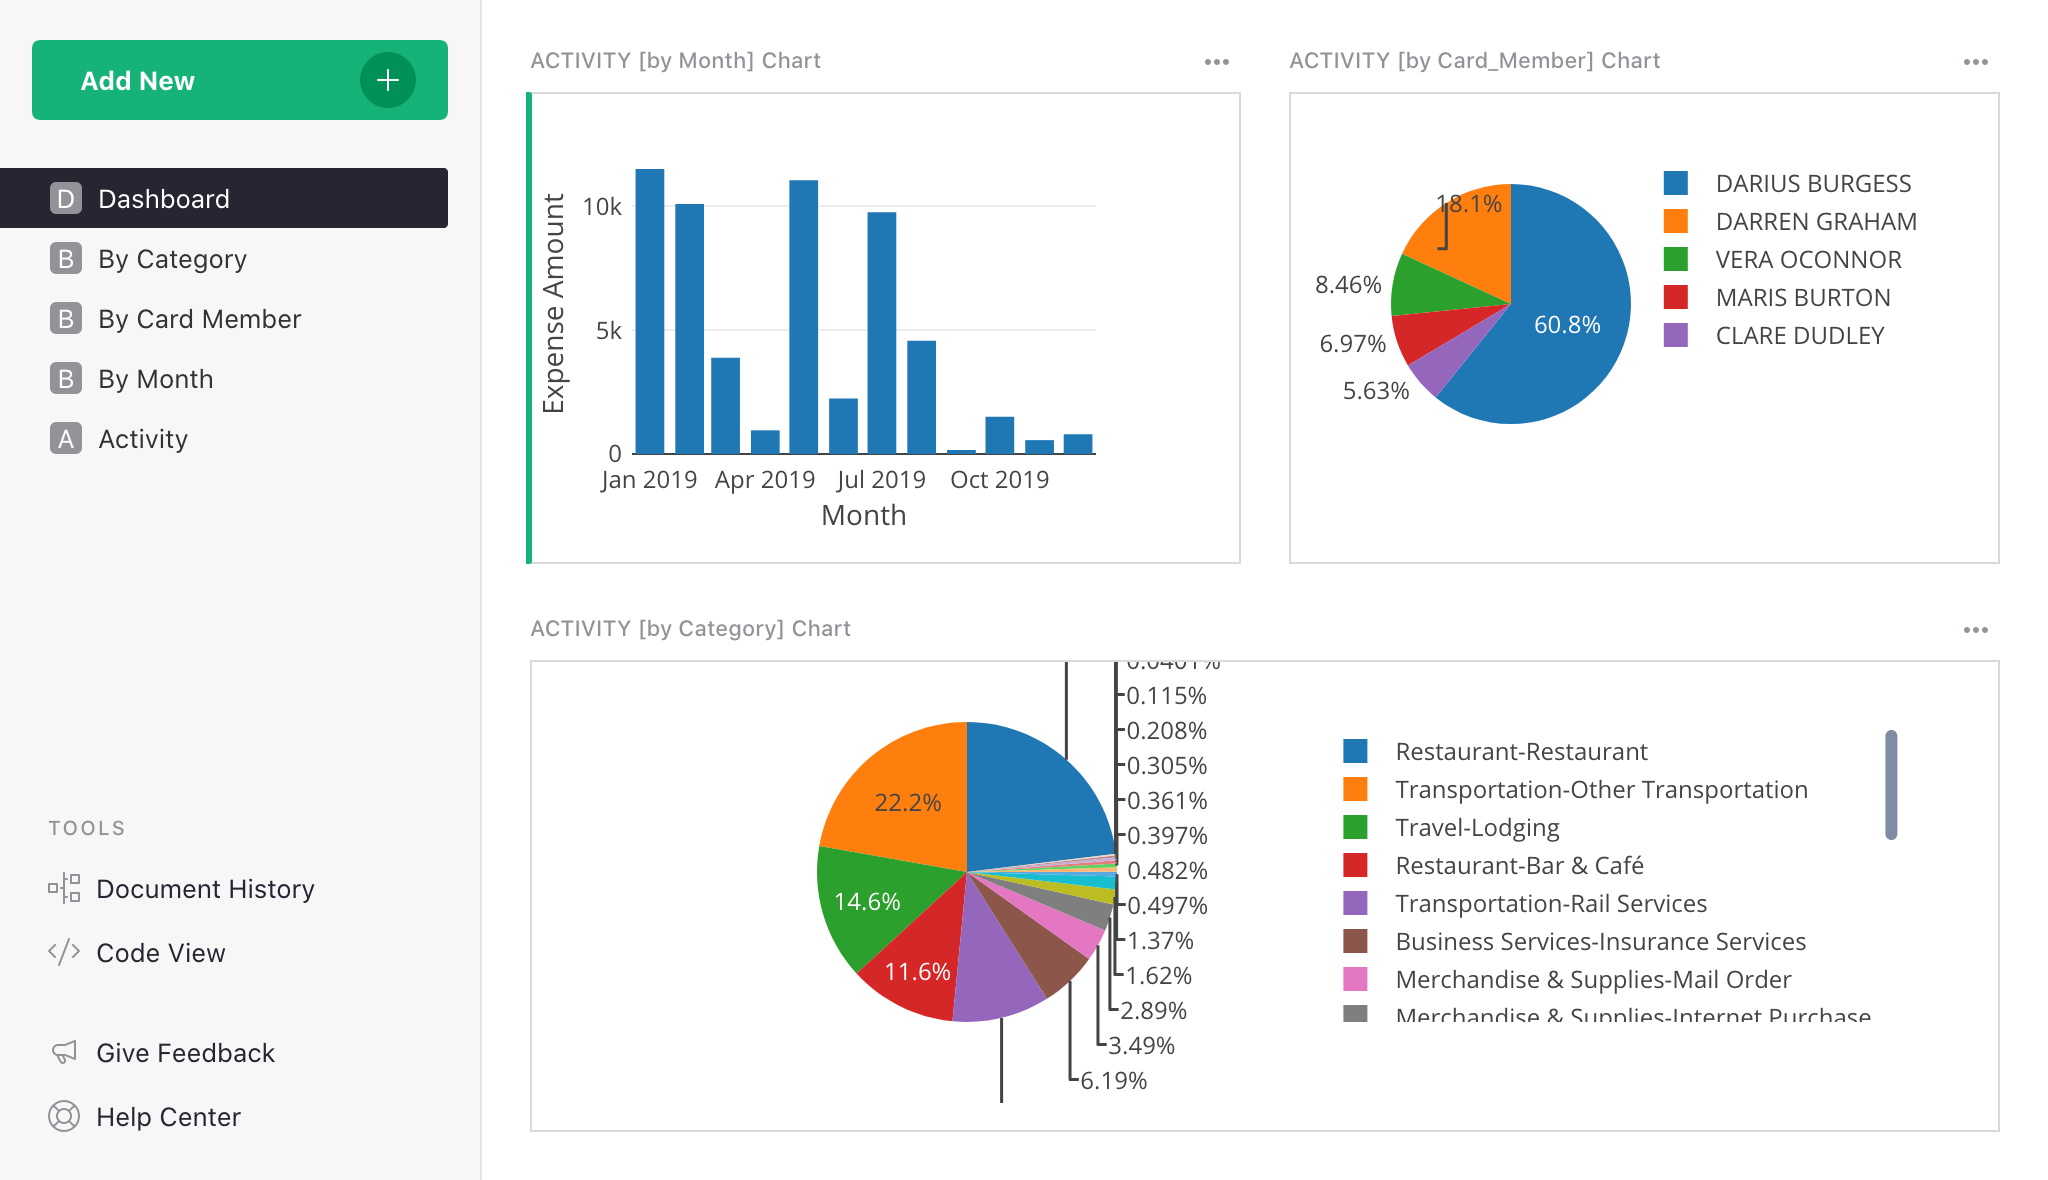 Add New
D Dashboard
B By Category
B By Card Member
B By Month
A Activity
TOOLS
Document History
Code View
Give Feedback
Help Center
ACTIVITY [by Month] Chart
10k
5k
0
Expense Amount
Jan 2019 Apr 2019 Jul 2019 Oct 2019
Month
ACTIVITY [by Card_Member] Chart
18.1%
8.46%
6.97%
5.63%
60.8%
DARIUS BURGESS
DARREN GRAHAM
VERA OCONNOR
MARIS BURTON
CLARE DUDLEY
ACTIVITY [by Category] Chart
22.2%
14.6%
11.6%
0.115%
0.208%
0.305%
0.361%
0.397%
0.482%
0.497%
1.37%
1.62%
2.89%
3.49%
6.19%
Restaurant-Restaurant
Transportation-Other Transportation
Travel-Lodging
Restaurant-Bar & Café
Transportation-Rail Services
Business Services-Insurance Services
Merchandise & Supplies-Mail Order
Merchandise & Supplies-Internet Purchase